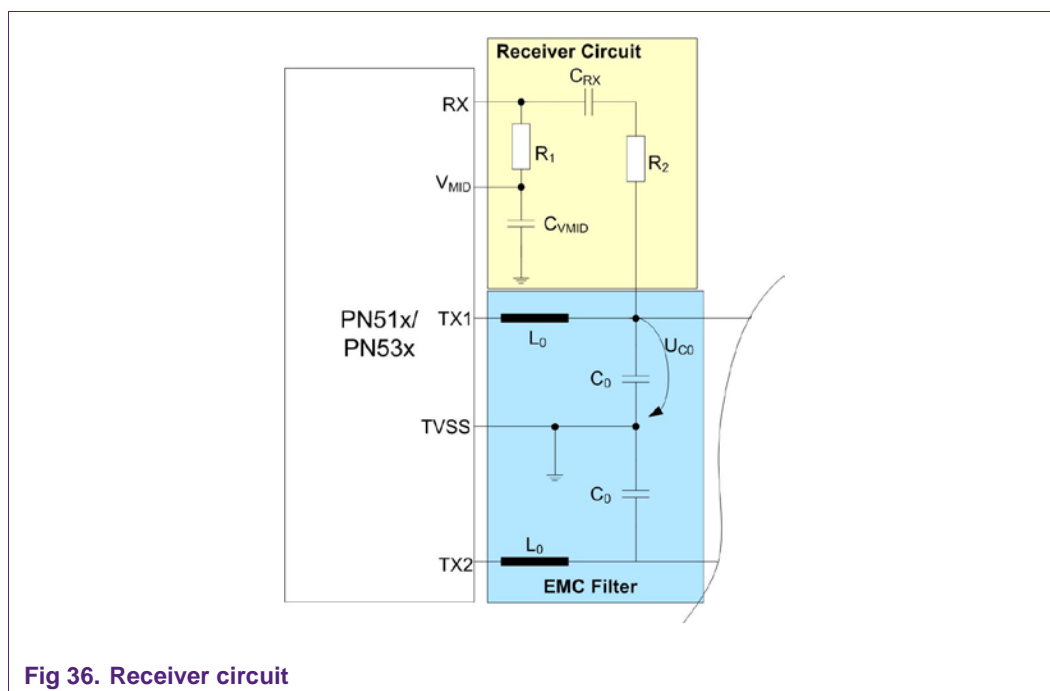 Receiver Circuit
C_RX
RX
R_1
R_2
V_MID
C_VMID
PN51x/
PN53x
TX1
L_0
U_C0
C_0
TVSS
C_0
L_0
TX2
EMC Filter
Fig 36. Receiver circuit